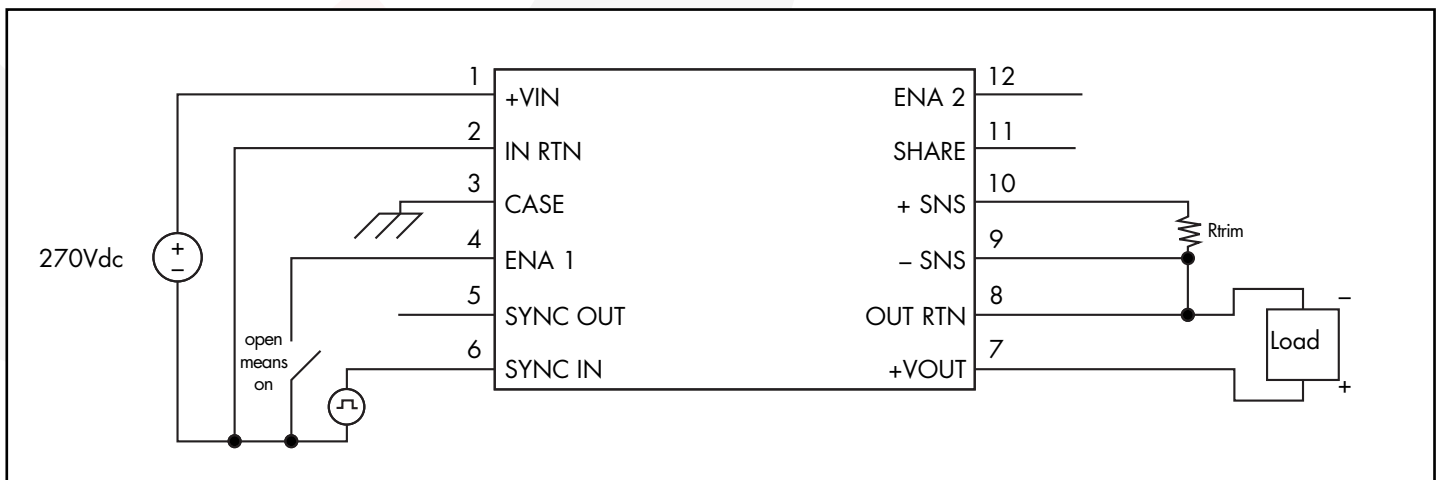 1
+VIN
2
IN RTN
3
CASE
4
ENA 1
5
SYNC OUT
6
SYNC IN
12
ENA 2
11
SHARE
10
+ SNS
9
– SNS
8
OUT RTN
7
+VOUT
270Vdc
+
–
open
means
on
Rtrim
–
Load
+